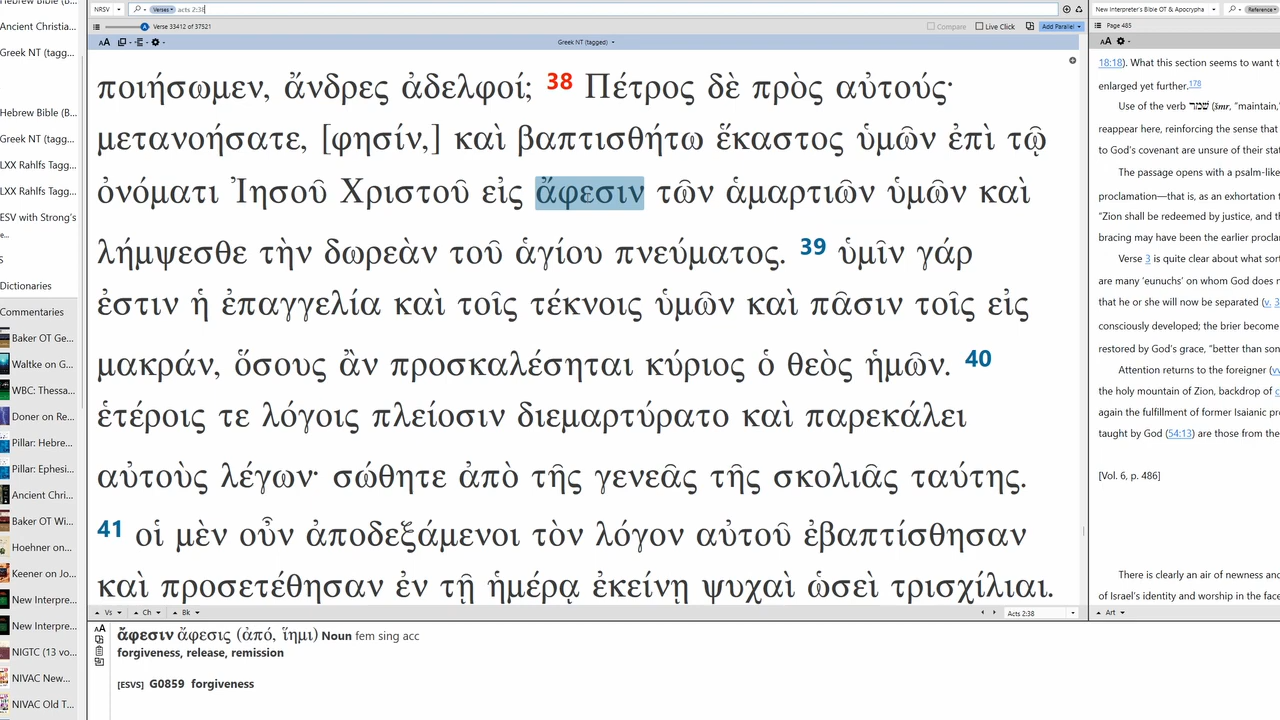 Hebrew Bible (B...
Ancient Christia...
Greek NT (tagg...
Hebrew Bible (B...
Greek NT (tagg...
LXX Rahlfs Tagg...
LXX Rahlfs Tagg...
ESV with Strong's
e...
S
Dictionaries
Commentaries
Baker OT Ge...
Waltke on G...
WBC: Thessa...
Doner on Re...
Pillar: Hebre...
Pillar: Ephesi...
Ancient Chri...
Baker OT Wi...
Hoehner on...
Keener on Jo...
New Interpre...
New Interpre...
NIGTC (13 vo...
NIVAC New...
NIVAC Old T...
NRSV Verses acts 2:38
Verse 33412 of 37521 Compare Live Click Add Parallel
AA Greek NT (tagged)
ποιήσωμεν, ἄνδρες ἀδελφοί; 38 Πέτρος δὲ πρὸς αὐτούς·
μετανοήσατε, [φησίν,] καὶ βαπτισθήτω ἕκαστος ὑμῶν ἐπὶ τῷ
ὀνόματι Ἰησοῦ Χριστοῦ εἰς ἄφεσιν τῶν ἁμαρτιῶν ὑμῶν καὶ
λήμψεσθε τὴν δωρεὰν τοῦ ἁγίου πνεύματος. 39 ὑμῖν γάρ
ἐστιν ἡ ἐπαγγελία καὶ τοῖς τέκνοις ὑμῶν καὶ πᾶσιν τοῖς εἰς
μακράν, ὅσους ἂν προσκαλέσηται κύριος ὁ θεὸς ἡμῶν. 40
ἑτέροις τε λόγοις πλείοσιν διεμαρτύρατο καὶ παρεκάλει
αὐτοὺς λέγων· σώθητε ἀπὸ τῆς γενεᾶς τῆς σκολιᾶς ταύτης.
41 οἱ μὲν οὖν ἀποδεξάμενοι τὸν λόγον αὐτοῦ ἐβαπτίσθησαν
καὶ προσετέθησαν ἐν τῇ ἡμέρᾳ ἐκείνῃ ψυχαὶ ὡσεὶ τρισχίλιαι.
Vs Ch Bk Acts 2:38
AA ἄφεσιν ἄφεσις (ἀπό, ἵημι) Noun fem sing acc
forgiveness, release, remission
[ESVS] G0859 forgiveness
New Interpreter's Bible OT & Apocrypha Reference
Page 485
AA
18:18). What this section seems to want t
enlarged yet further.178
Use of the verb שׁמר (šmr, "maintain,"
reappear here, reinforcing the sense that
to God's covenant are unsure of their stat
The passage opens with a psalm-like
proclamation—that is, as an exhortation f
"Zion shall be redeemed by justice, and th
bracing may have been the earlier proclam
Verse 3 is quite clear about what sort
are many 'eunuchs' on whom God does n
that he or she will now be separated (v. 3
consciously developed; the brier become
restored by God's grace, "better than son
Attention returns to the foreigner (vv
the holy mountain of Zion, backdrop of c
again the fulfillment of former Isaianic pr
taught by God (54:13) are those from the
[Vol. 6, p. 486]
There is clearly an air of newness and
of Israel's identity and worship in the face
Art